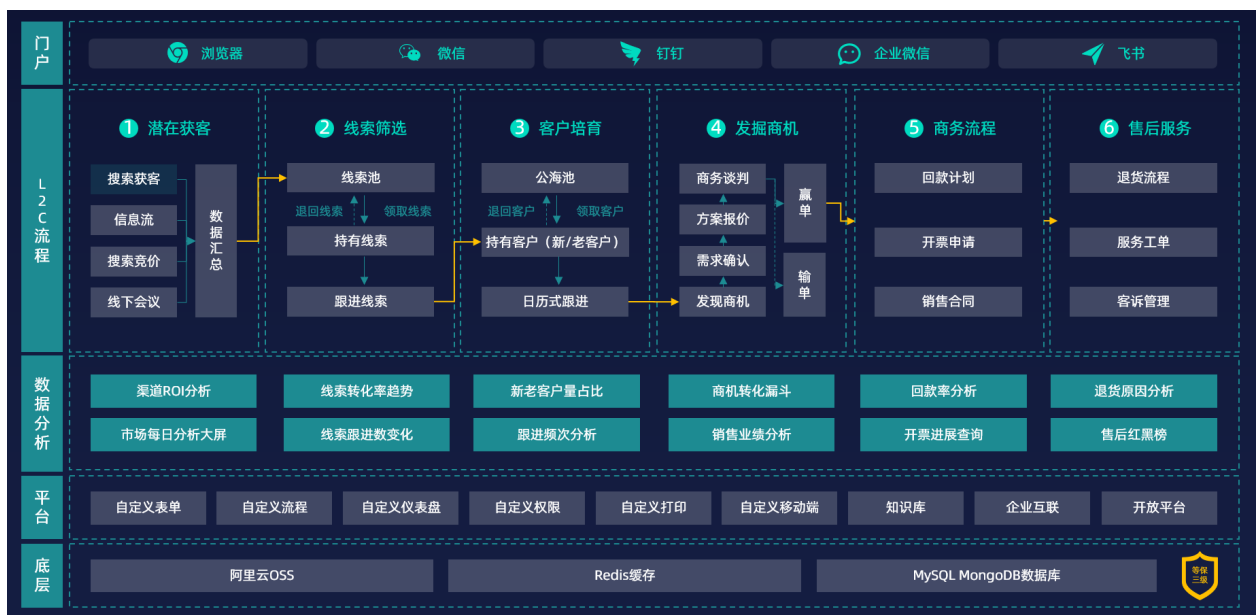 门户
浏览器
微信
钉钉
企业微信
飞书
L2C流程
1 潜在获客
搜索获客
信息流
搜索竞价
线下会议
数据汇总
2 线索筛选
线索池
退回线索
领取线索
持有线索
跟进线索
3 客户培育
公海池
退回客户
领取客户
持有客户（新/老客户）
日历式跟进
4 发掘商机
商务谈判
方案报价
需求确认
发现商机
赢单
输单
5 商务流程
回款计划
开票申请
销售合同
6 售后服务
退货流程
服务工单
客诉管理
数据分析
渠道ROI分析
线索转化率趋势
新老客户量占比
商机转化漏斗
回款率分析
退货原因分析
市场每日分析大屏
线索跟进数变化
跟进频次分析
销售业绩分析
开票进展查询
售后红黑榜
平台
自定义表单
自定义流程
自定义仪表盘
自定义权限
自定义打印
自定义移动端
知识库
企业互联
开放平台
底层
阿里云OSS
Redis缓存
MySQL MongoDB数据库
等保
三级